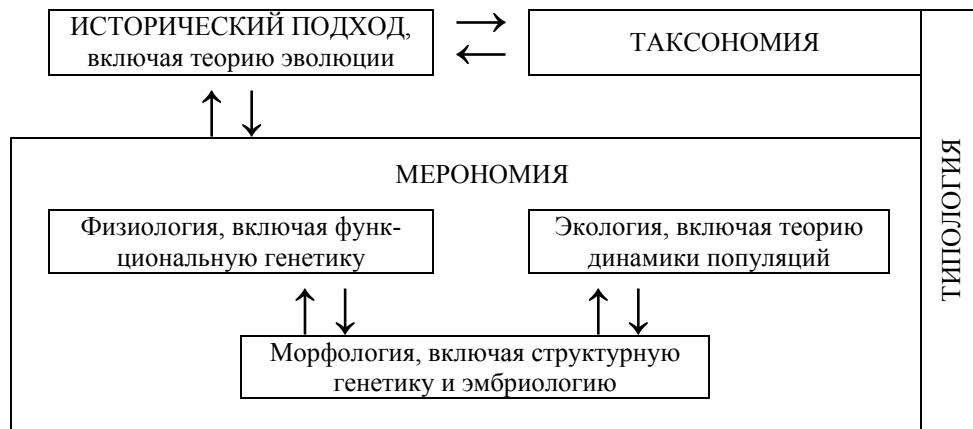 ИСТОРИЧЕСКИЙ ПОДХОД,
включая теорию эволюции
ТАКСОНОМИЯ
ТИПОЛОГИЯ
МЕРОНОМИЯ
Физиология, включая функ-
циональную генетику
Экология, включая теорию
динамики популяций
Морфология, включая структурную
генетику и эмбриологию